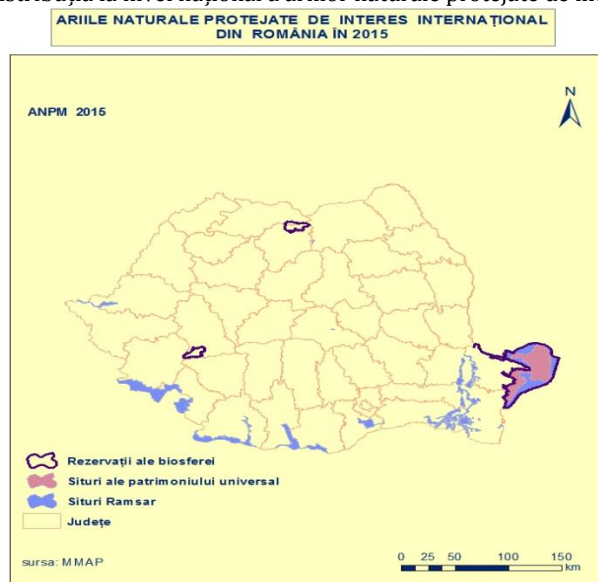 ARIILE NATURALE PROTEJATE DE INTERES INTERNAȚIONAL
DIN ROMÂNIA ÎN 2015
ANPM 2015
N
Rezervații ale biosferei
Situri ale patrimoniului universal
Situri Ramsar
Județe
sursa: MMAP
0 25 50 100 150
km